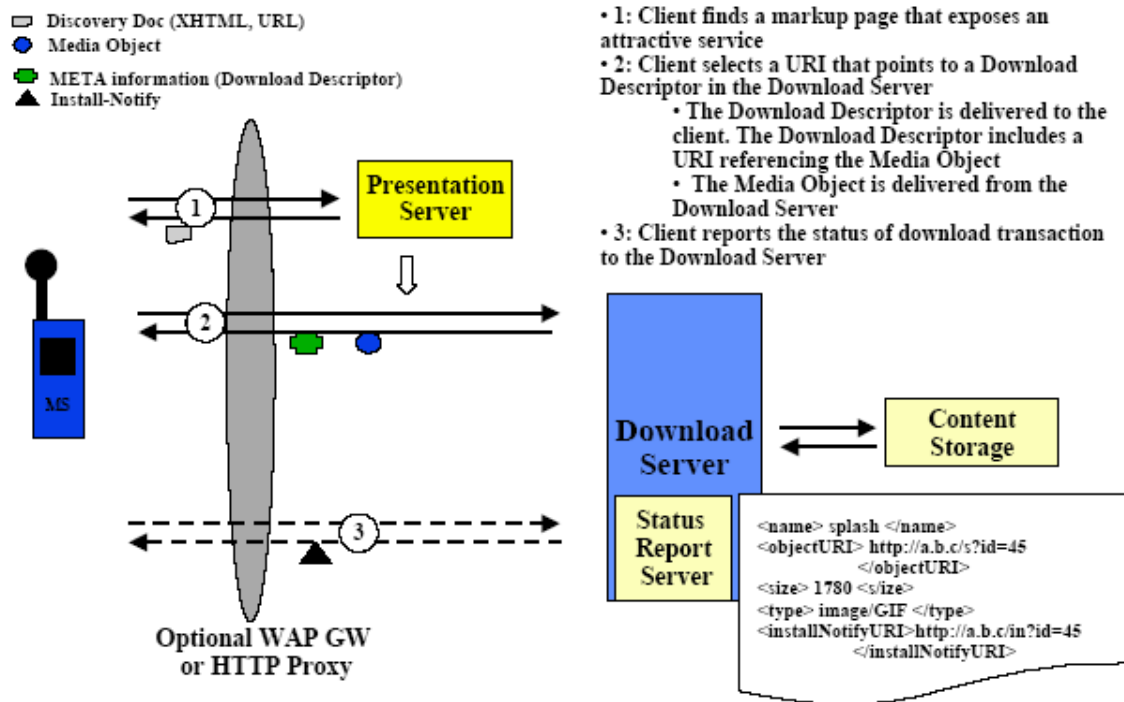 Discovery Doc (XHTML, URL)
Media Object
META information (Download Descriptor)
Install-Notify
• 1: Client finds a markup page that exposes an
attractive service
• 2: Client selects a URI that points to a Download
Descriptor in the Download Server
• The Download Descriptor is delivered to the
client. The Download Descriptor includes a
URI referencing the Media Object
• The Media Object is delivered from the
Download Server
• 3: Client reports the status of download transaction
to the Download Server
1
Presentation
Server
2
MS
3
Optional WAP GW
or HTTP Proxy
Download
Server
Content
Storage
Status
Report
Server
<name> splash </name>
<objectURI> http://a.b.c/s?id=45
</objectURI>
<size> 1780 <s/ize>
<type> image/GIF </type>
<installNotifyURI>http://a.b.c/in?id=45
</installNotifyURI>